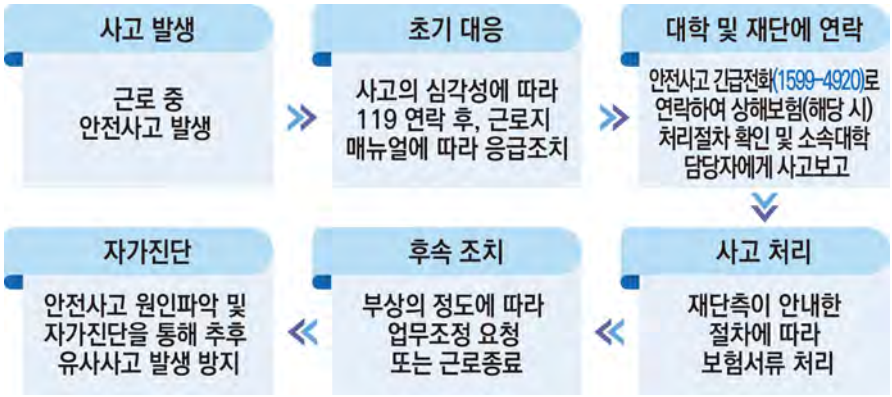 사고 발생
근로 중
안전사고 발생
초기 대응
사고의 심각성에 따라
119 연락 후, 근로지
매뉴얼에 따라 응급조치
대학 및 재단에 연락
안전사고 긴급전화(1599-4920)로
연락하여 상해보험(해당 시)
처리절차 확인 및 소속대학
담당자에게 사고보고
사고 처리
재단측이 안내한
절차에 따라
보험서류 처리
후속 조치
부상의 정도에 따라
업무조정 요청
또는 근로종료
자가진단
안전사고 원인파악 및
자가진단을 통해 추후
유사사고 발생 방지